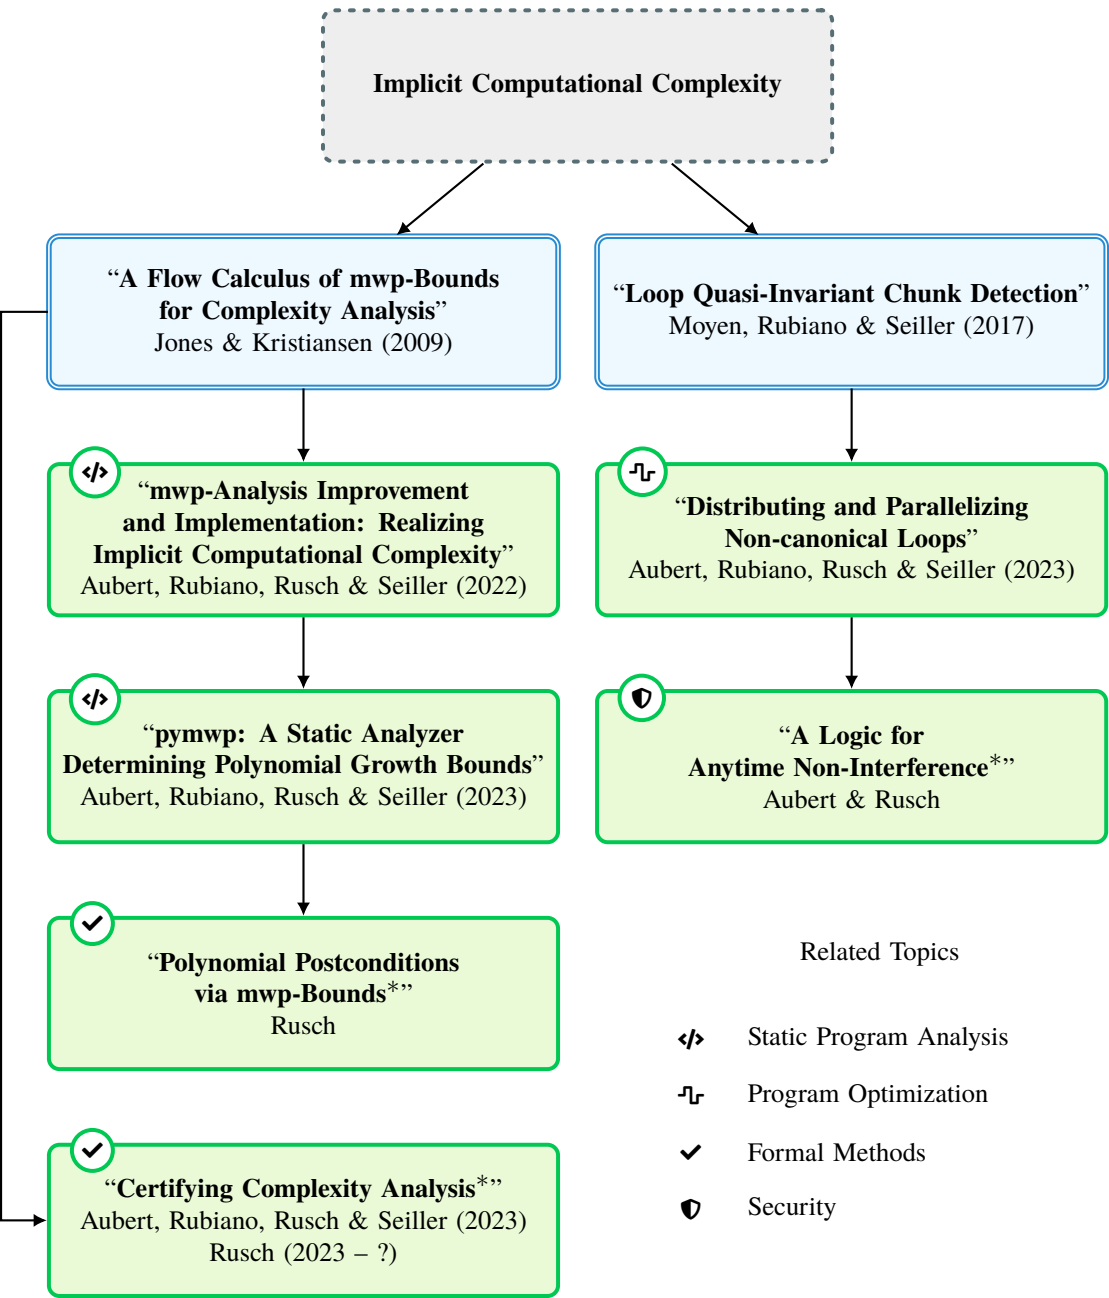 Implicit Computational Complexity
“A Flow Calculus of mwp-Bounds
for Complexity Analysis”
Jones & Kristiansen (2009)
“Loop Quasi-Invariant Chunk Detection”
Moyen, Rubiano & Seiller (2017)
“mwp-Analysis Improvement
and Implementation: Realizing
Implicit Computational Complexity”
Aubert, Rubiano, Rusch & Seiller (2022)
“Distributing and Parallelizing
Non-canonical Loops”
Aubert, Rubiano, Rusch & Seiller (2023)
“pymwp: A Static Analyzer
Determining Polynomial Growth Bounds”
Aubert, Rubiano, Rusch & Seiller (2023)
“A Logic for
Anytime Non-Interference*”
Aubert & Rusch
“Polynomial Postconditions
via mwp-Bounds*”
Rusch
“Certifying Complexity Analysis*”
Aubert, Rubiano, Rusch & Seiller (2023)
Rusch (2023 – ?)
Related Topics
Static Program Analysis
Program Optimization
Formal Methods
Security